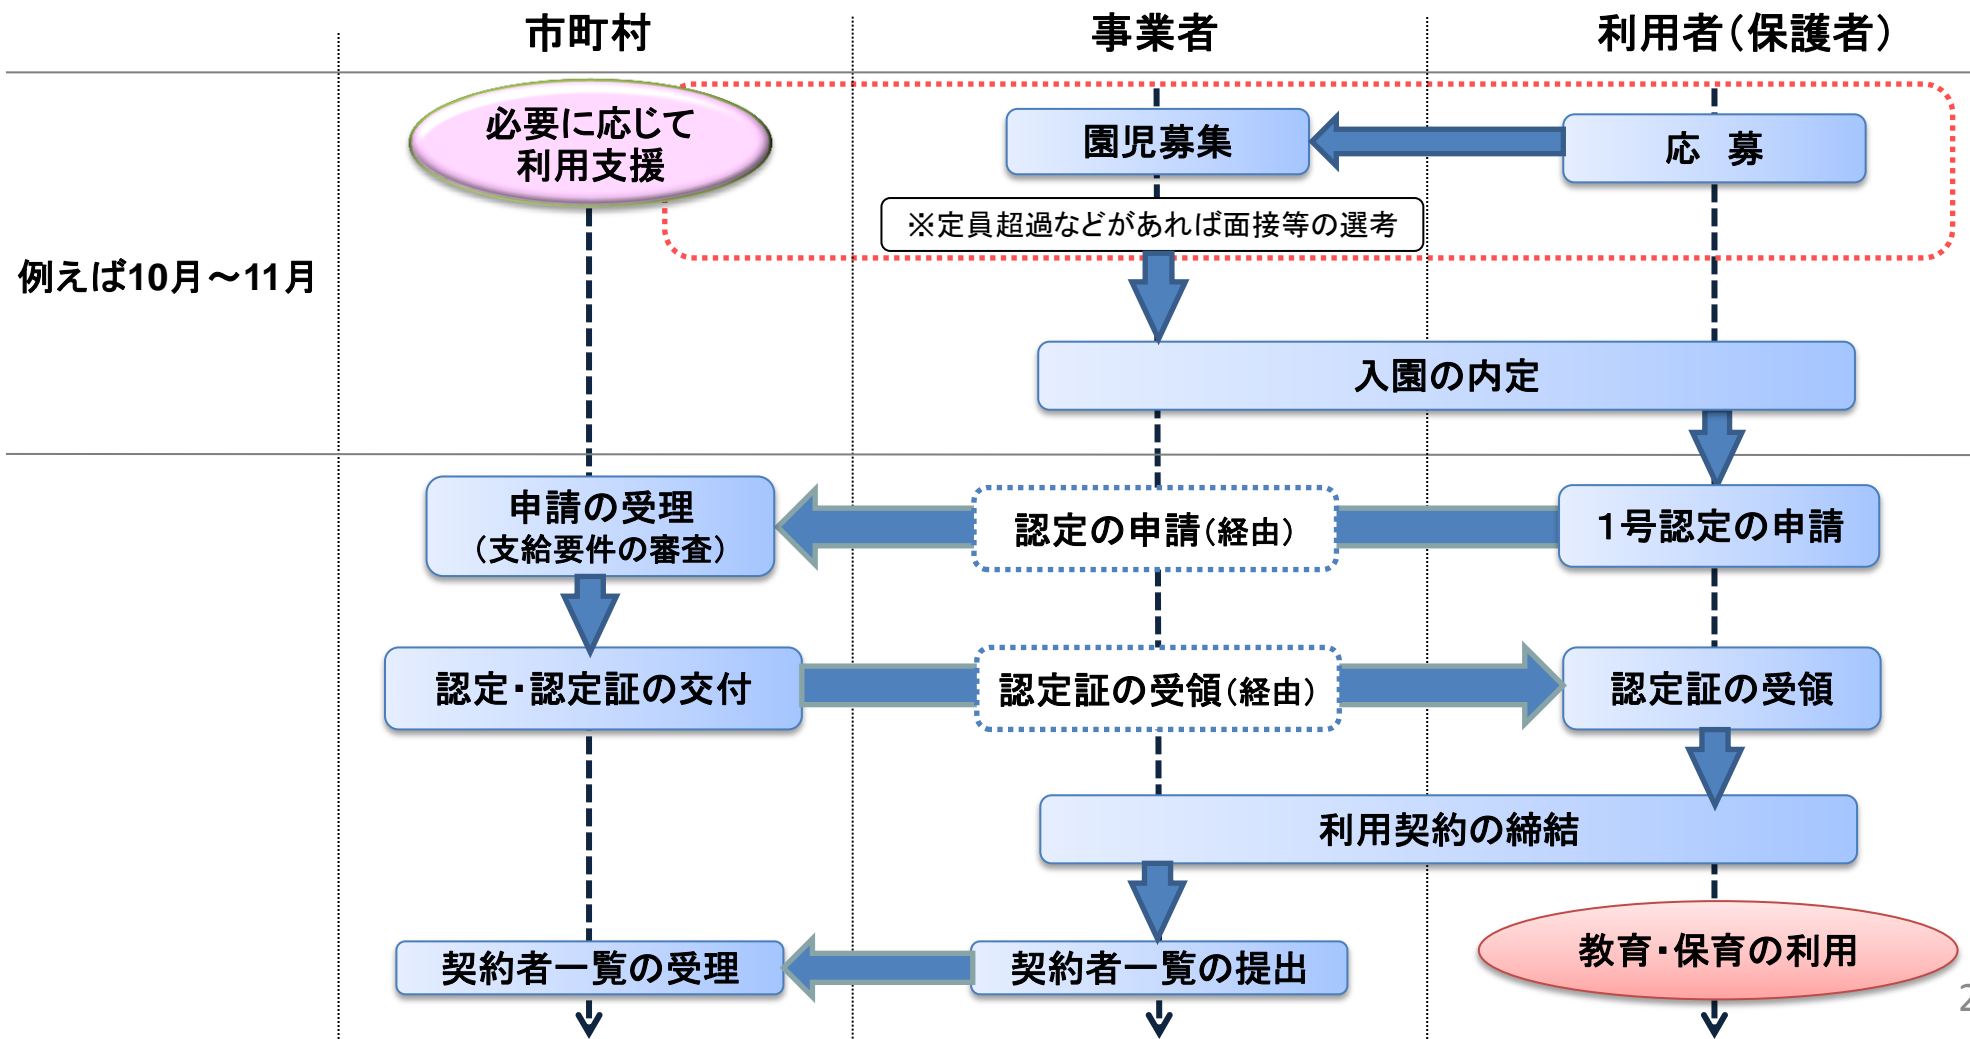 市町村
事業者
利用者（保護者）
必要に応じて
利用支援
園児募集
応　募
※定員超過などがあれば面接等の選考
例えば10月～11月
入園の内定
申請の受理
（支給要件の審査）
認定の申請（経由）
1号認定の申請
認定・認定証の交付
認定証の受領（経由）
認定証の受領
利用契約の締結
教育・保育の利用
契約者一覧の受理
契約者一覧の提出